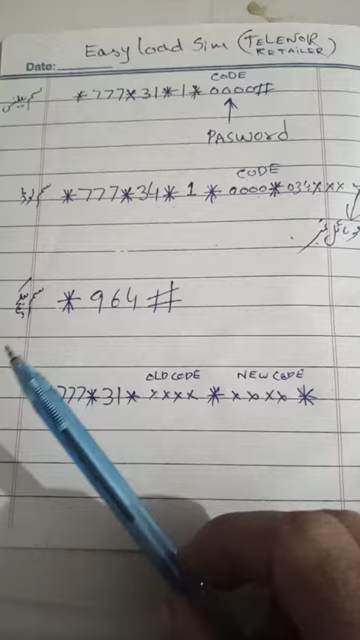 Easy load Sim (TELENOR RETAILER)
Date:
CODE
*777*31*1*0000#
PASWORD
CODE
*777*34*1*0000*034xxx
*964#
OLD CODE NEW CODE
777*31*xxxx*xxxx*